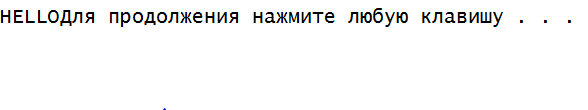 HELLOДля продолжения нажмите любую клавишу . . .